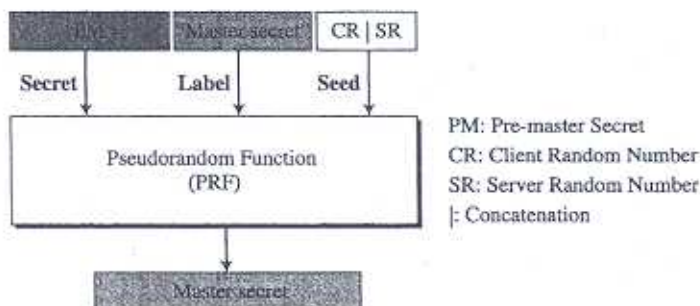 PM
Master secret
CR | SR
Secret
Label
Seed
Pseudorandom Function
(PRF)
Master secret
PM: Pre-master Secret
CR: Client Random Number
SR: Server Random Number
|: Concatenation